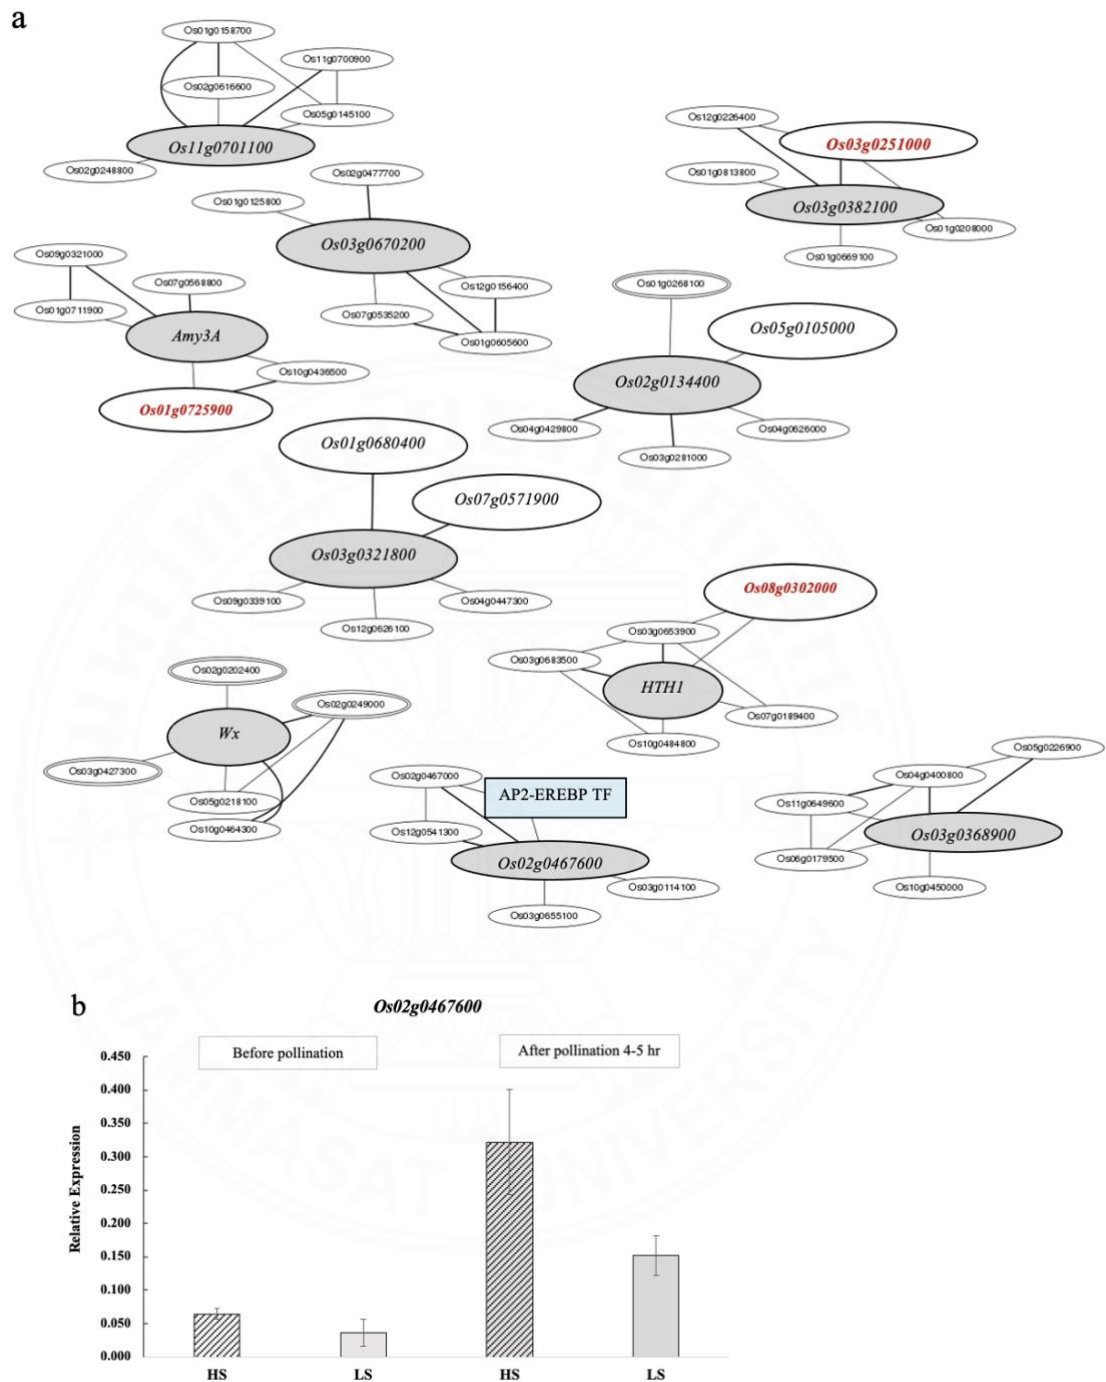 a
Os01g0158700
Os11g0700900
Os02g0616600
Os05g0145100
Os11g0701100
Os02g0248800
Os12g0226400
Os03g0251000
Os01g0813800
Os03g0382100
Os01g0208000
Os01g0669100
Os02g0477700
Os01g0125800
Os03g0670200
Os12g0156400
Os07g0535200
Os01g0605600
Os09g0321000
Os07g0568800
Os01g0711900
Amy3A
Os10g0436500
Os01g0725900
Os01g0268100
Os05g0105000
Os02g0134400
Os04g0429800
Os04g0626000
Os03g0281000
Os01g0680400
Os07g0571900
Os03g0321800
Os09g0339100
Os04g0447300
Os12g0626100
Os08g0302000
Os03g0653900
Os03g0683500
HTH1
Os07g0189400
Os10g0484800
Os02g0202400
Os02g0249000
Wx
Os03g0427300
Os05g0218100
Os10g0464300
Os02g0467000
AP2-EREBP TF
Os12g0541300
Os02g0467600
Os03g0114100
Os03g0655100
Os05g0226900
Os04g0400800
Os11g0649600
Os03g0368900
Os06g0179500
Os10g0450000
THAMMASAT UNIVERSITY
b
Os02g0467600
Before pollination
After pollination 4-5 hr
Relative Expression
0.450
0.400
0.350
0.300
0.250
0.200
0.150
0.100
0.050
0.000
HS
LS
HS
LS